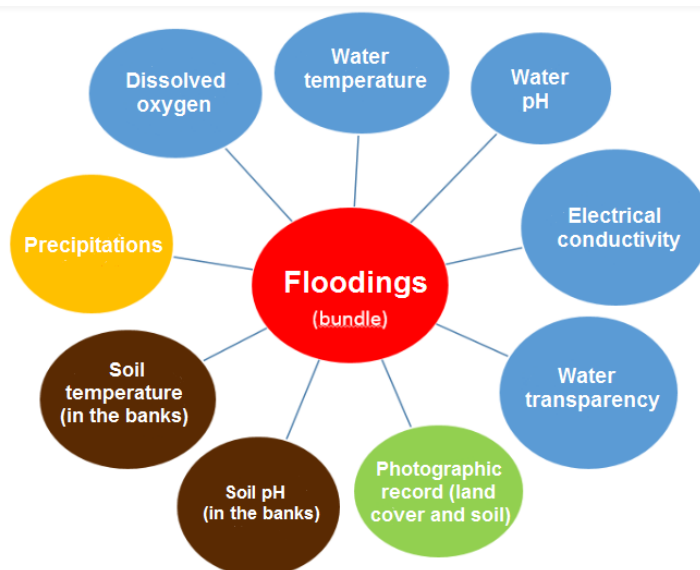 Dissolved
oxygen
Water
temperature
Water
pH
Precipitations
Electrical
conductivity
Floodings
(bundle)
Soil
temperature
(in the banks)
Water
transparency
Soil pH
(in the banks)
Photographic
record (land
cover and soil)